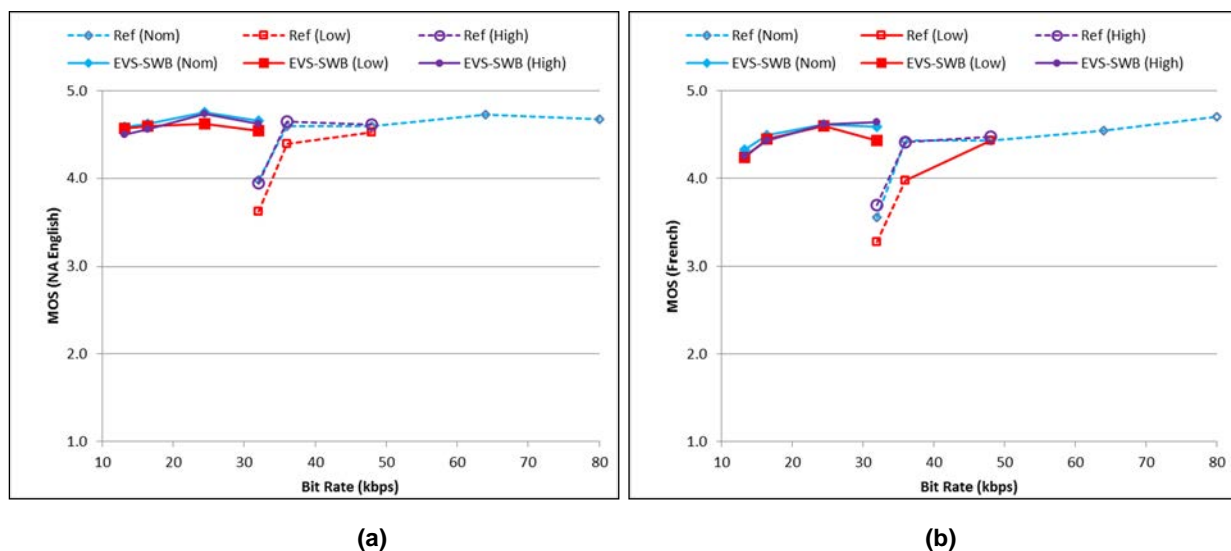 Ref (Nom) Ref (Low) Ref (High)
EVS-SWB (Nom) EVS-SWB (Low) EVS-SWB (High)
5.0
4.0
3.0
2.0
1.0
MOS (NA English)
10 20 30 40 50 60 70 80
Bit Rate (kbps)
(a)
Ref (Nom) Ref (Low) Ref (High)
EVS-SWB (Nom) EVS-SWB (Low) EVS-SWB (High)
5.0
4.0
3.0
2.0
1.0
MOS (French)
10 20 30 40 50 60 70 80
Bit Rate (kbps)
(b)